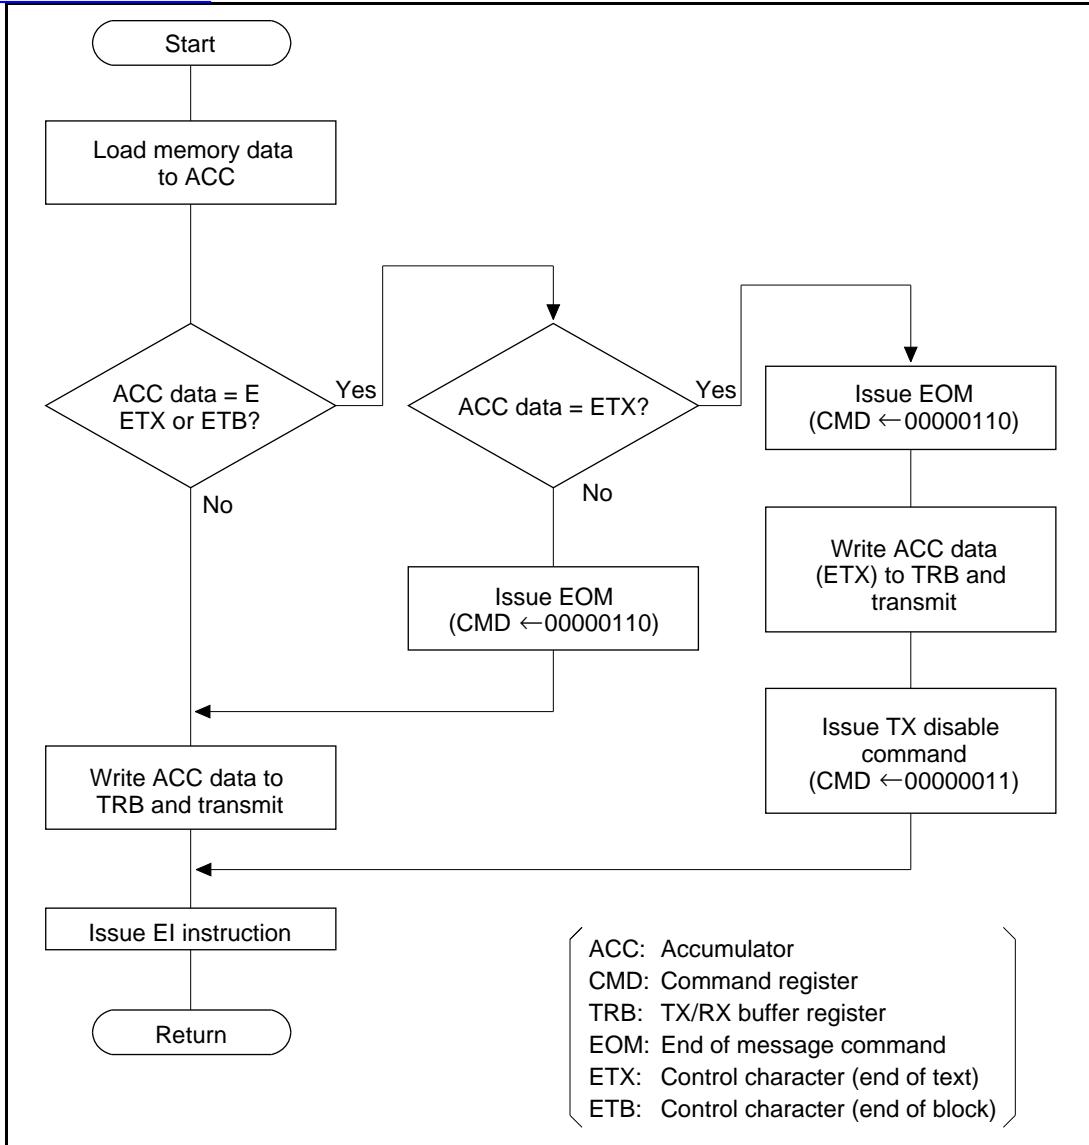 Start
Load memory data
to ACC
ACC data = E
ETX or ETB?
Yes
No
ACC data = ETX?
Yes
No
Issue EOM
(CMD ←00000110)
Issue EOM
(CMD ←00000110)
Write ACC data
(ETX) to TRB and
transmit
Issue TX disable
command
(CMD ←00000011)
Write ACC data to
TRB and transmit
Issue EI instruction
Return
ACC: Accumulator
CMD: Command register
TRB: TX/RX buffer register
EOM: End of message command
ETX: Control character (end of text)
ETB: Control character (end of block)